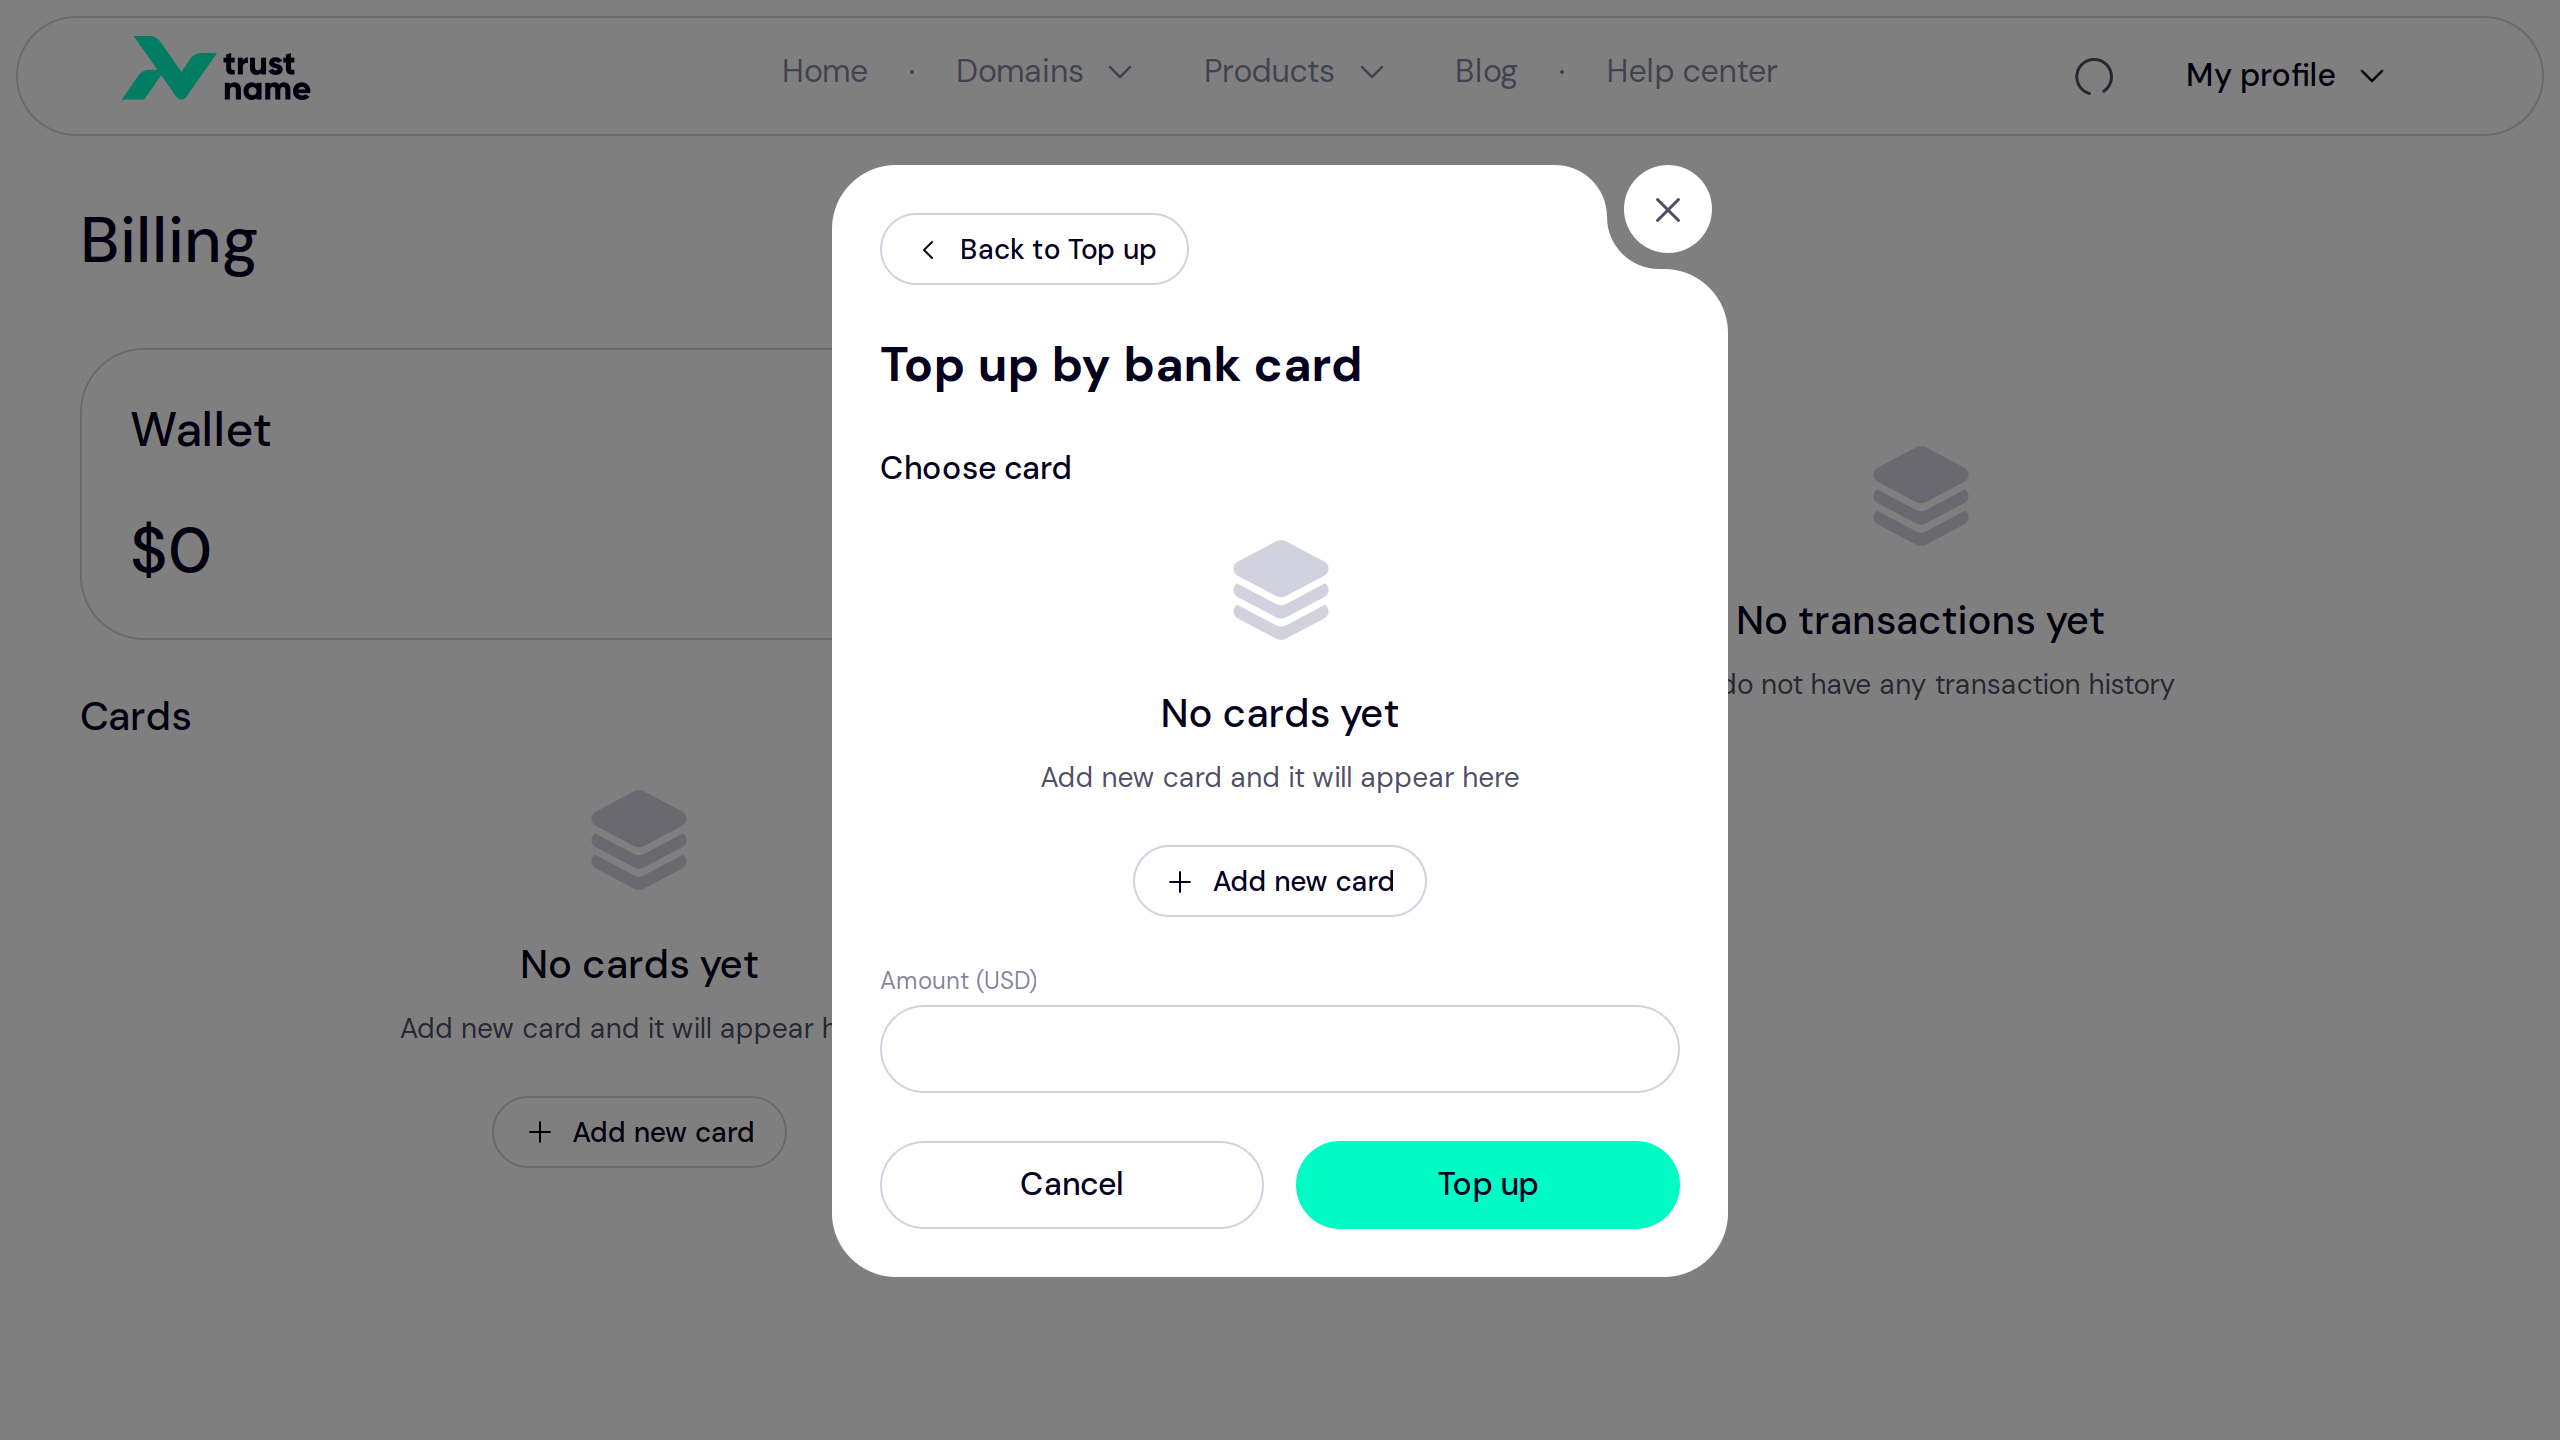 trust
name
Home · Domains Products Blog · Help center
My profile
Billing
Wallet
$0
Cards
No cards yet
Add new card and it will appear
Add new card
Back to Top up
Top up by bank card
Choose card
No cards yet
Add new card and it will appear here
Add new card
Amount (USD)
Cancel
Top up
No transactions yet
do not have any transaction history